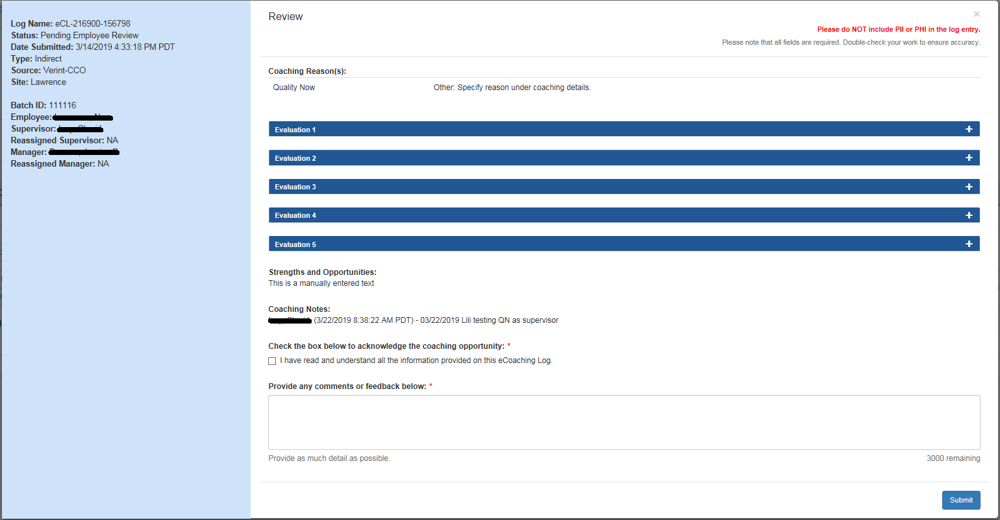 Log Name: eCL-216900-156798
Status: Pending Employee Review
Date Submitted: 3/14/2019 4:33:18 PM PDT
Type: Indirect
Source: Verint-CCO
Site: Lawrence
Batch ID: 111116
Employee:
Supervisor:
Reassigned Supervisor: NA
Manager:
Reassigned Manager: NA
Review
×
Please do NOT include PII or PHI in the log entry.
Please note that all fields are required. Double-check your work to ensure accuracy.
Coaching Reason(s):
Quality Now Other: Specify reason under coaching details.
Evaluation 1 +
Evaluation 2 +
Evaluation 3 +
Evaluation 4 +
Evaluation 5 +
Strengths and Opportunities:
This is a manually entered text
Coaching Notes:
(3/22/2019 8:38:22 AM PDT) - 03/22/2019 Lili testing QN as supervisor
Check the box below to acknowledge the coaching opportunity: *
I have read and understand all the information provided on this eCoaching Log.
Provide any comments or feedback below: *
Provide as much detail as possible. 3000 remaining
Submit